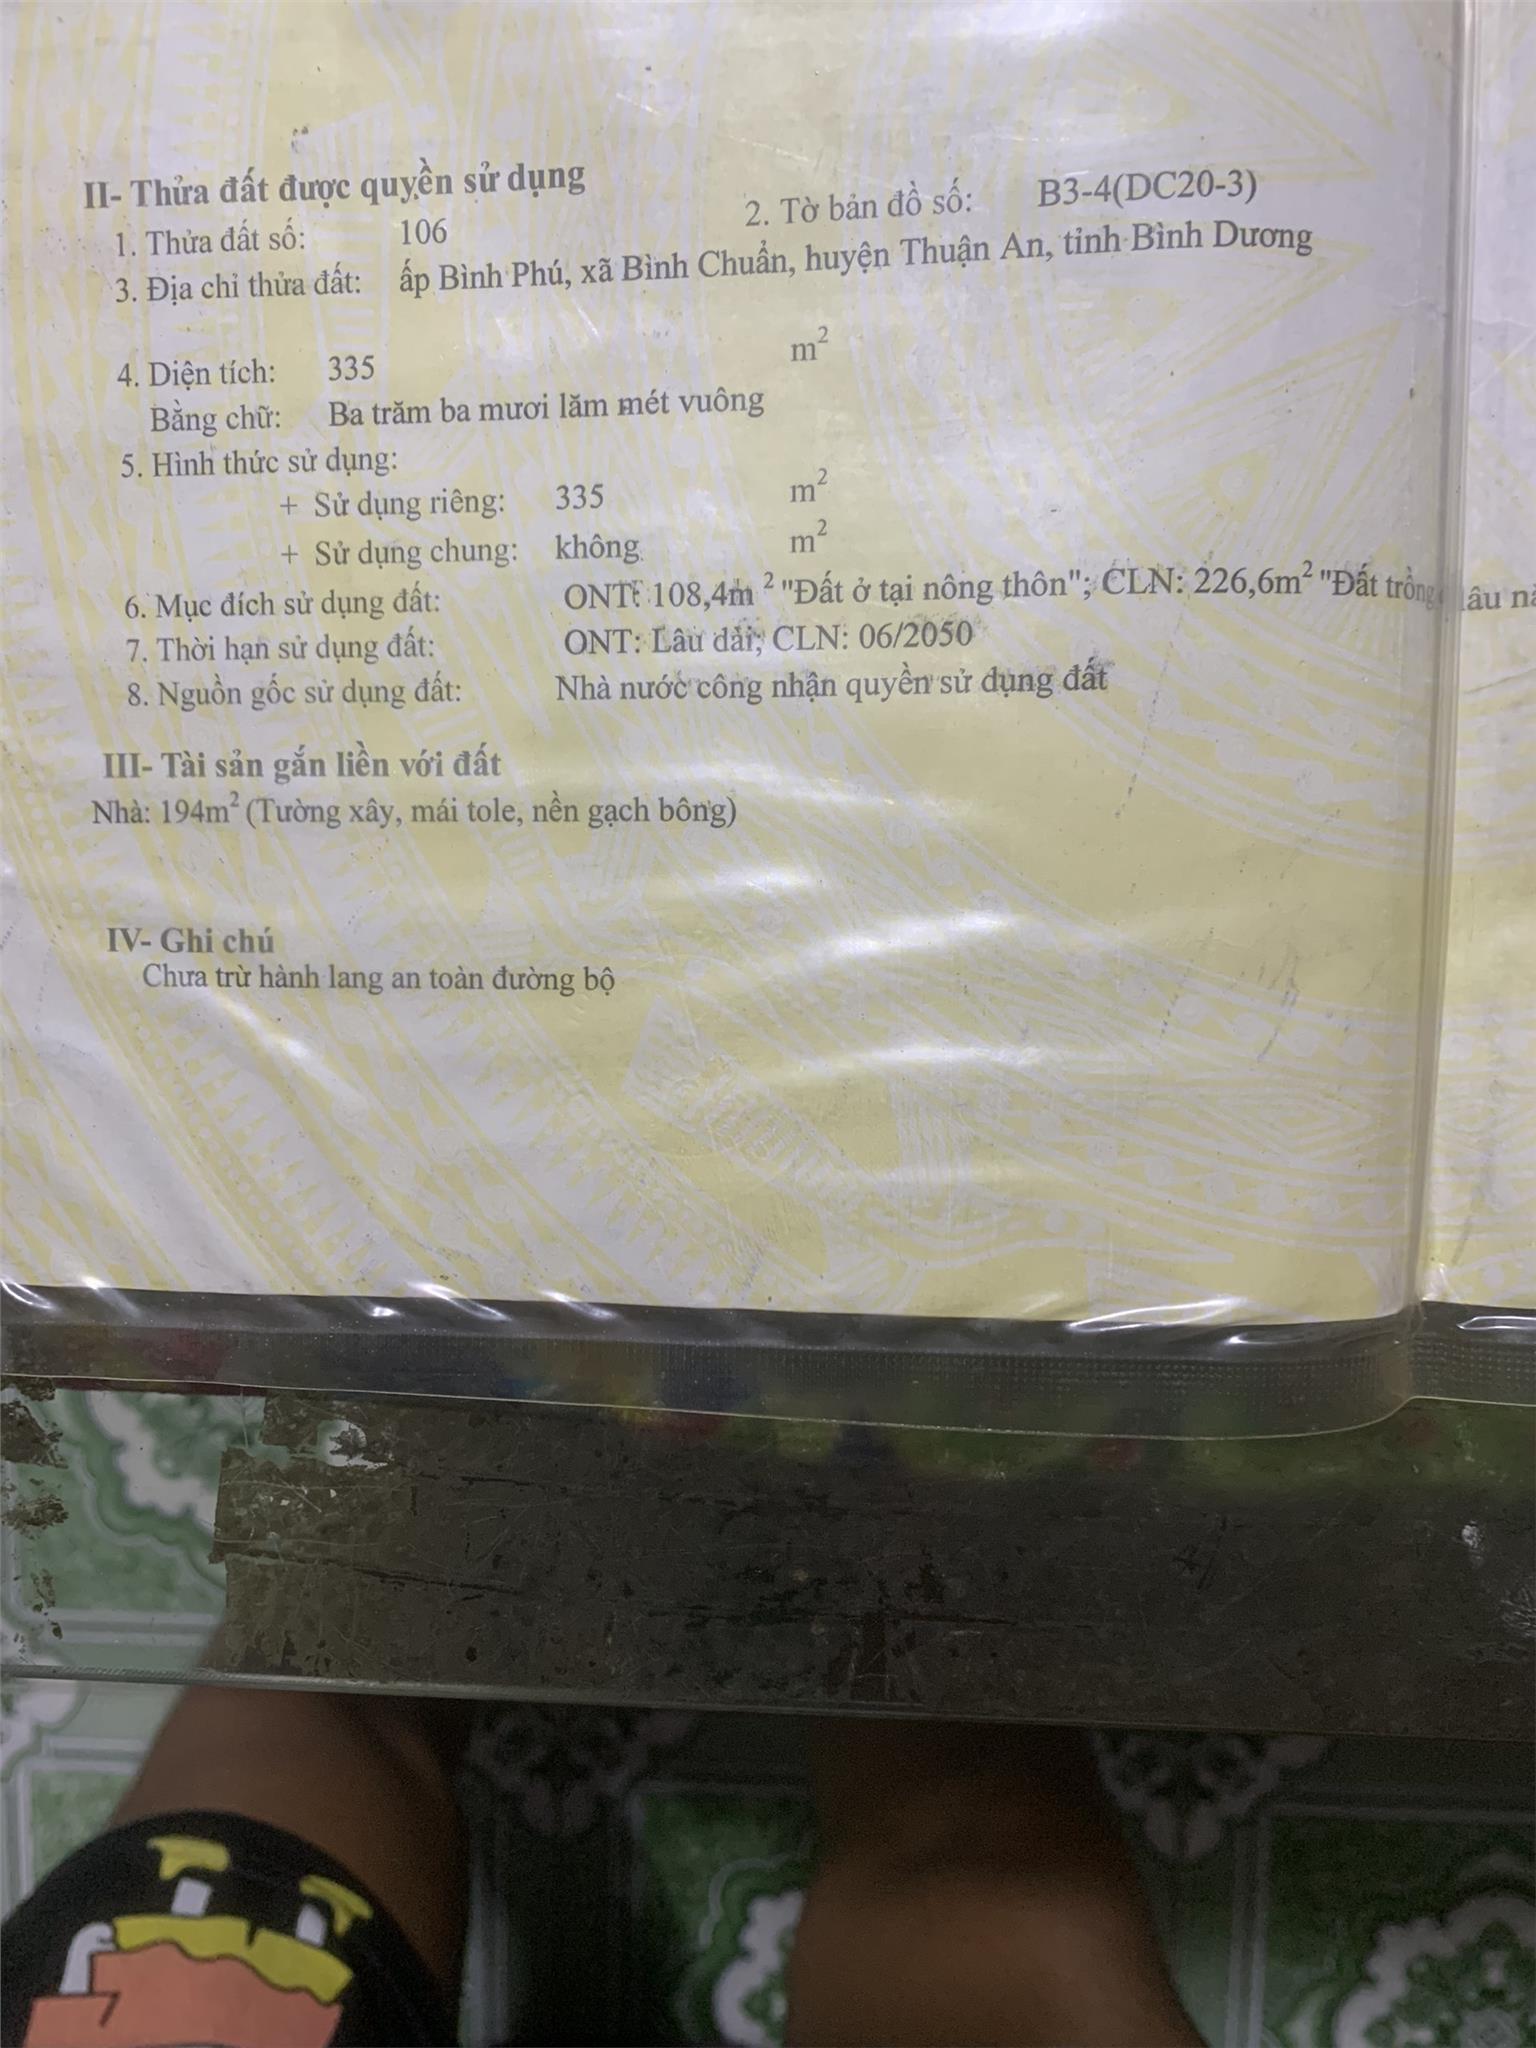 II- Thửa đất được quyền sử dụng
1. Thửa đất số: 106 2. Tờ bản đồ số: B3-4(DC20-3)
3. Địa chỉ thửa đất: ấp Bình Phú, xã Bình Chuẩn, huyện Thuận An, tỉnh Bình Dương
4. Diện tích: 335 m²
Bằng chữ: Ba trăm ba mươi lăm mét vuông
5. Hình thức sử dụng:
+ Sử dụng riêng: 335 m²
+ Sử dụng chung: không m²
6. Mục đích sử dụng đất: ONT: 108,4m ² "Đất ở tại nông thôn"; CLN: 226,6m² "Đất trồng lâu
7. Thời hạn sử dụng đất: ONT: Lâu dài; CLN: 06/2050
8. Nguồn gốc sử dụng đất: Nhà nước công nhận quyền sử dụng đất
III- Tài sản gắn liền với đất
Nhà: 194m² (Tường xây, mái tole, nền gạch bông)
IV- Ghi chú
Chưa trừ hành lang an toàn đường bộ